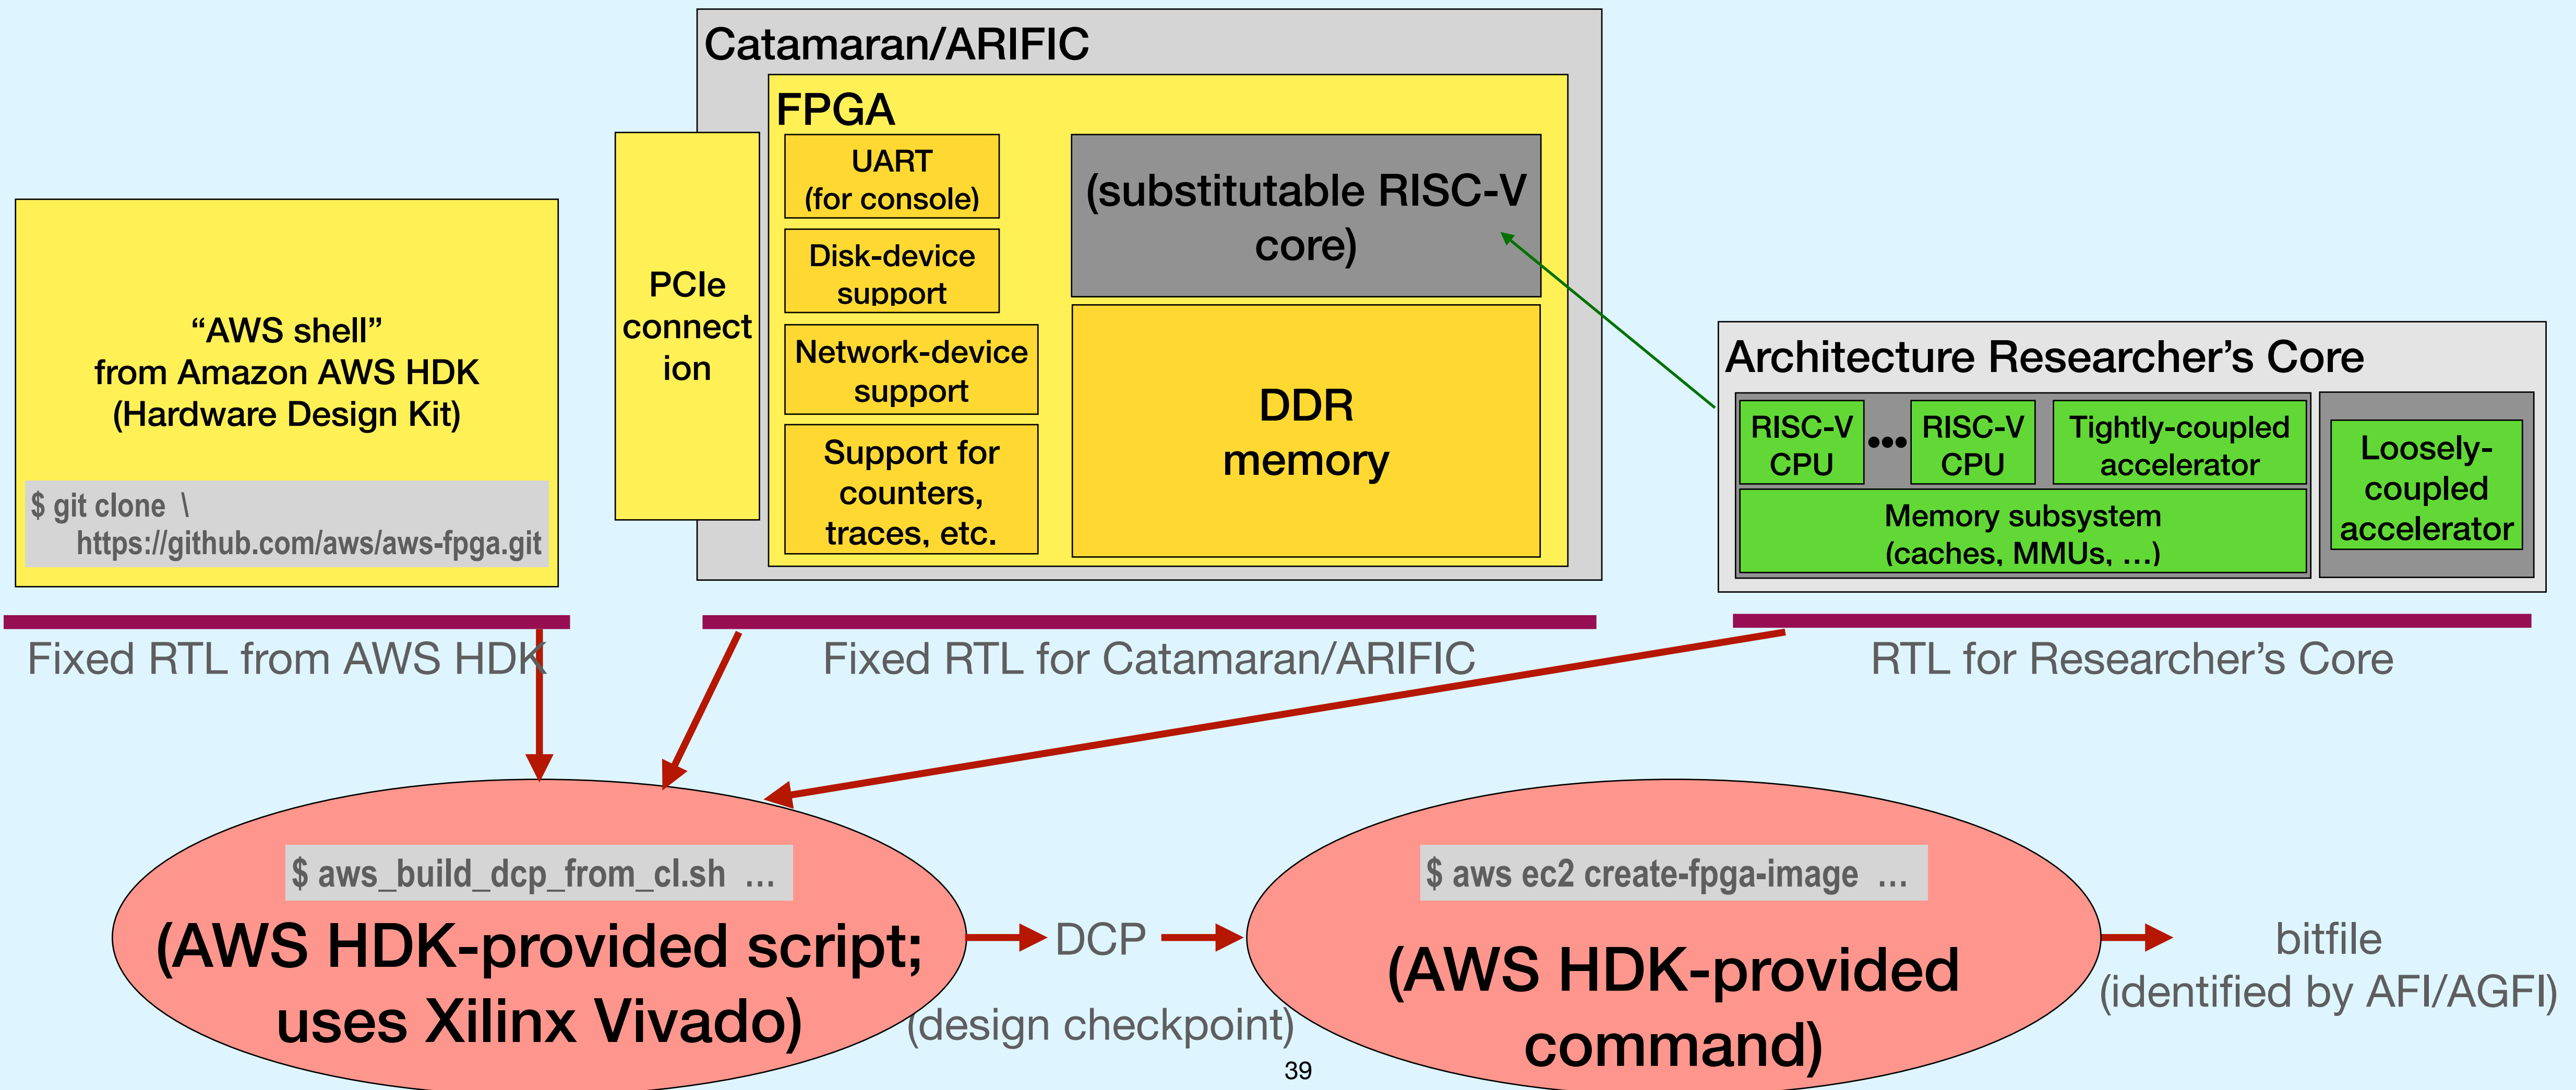 Catamaran/ARIFIC
FPGA
UART
(for console)
Disk-device
support
Network-device
support
Support for
counters,
traces, etc.
PCIe
connect
ion
(substitutable RISC-V
core)
DDR
memory
“AWS shell”
from Amazon AWS HDK
(Hardware Design Kit)
$ git clone \
https://github.com/aws/aws-fpga.git
Architecture Researcher’s Core
RISC-V
CPU
•••
RISC-V
CPU
Tightly-coupled
accelerator
Memory subsystem
(caches, MMUs, …)
Loosely-
coupled
accelerator
Fixed RTL from AWS HDK
Fixed RTL for Catamaran/ARIFIC
RTL for Researcher’s Core
$ aws_build_dcp_from_cl.sh …
(AWS HDK-provided script;
uses Xilinx Vivado)
DCP
(design checkpoint)
$ aws ec2 create-fpga-image …
(AWS HDK-provided
command)
bitfile
(identified by AFI/AGFI)
39